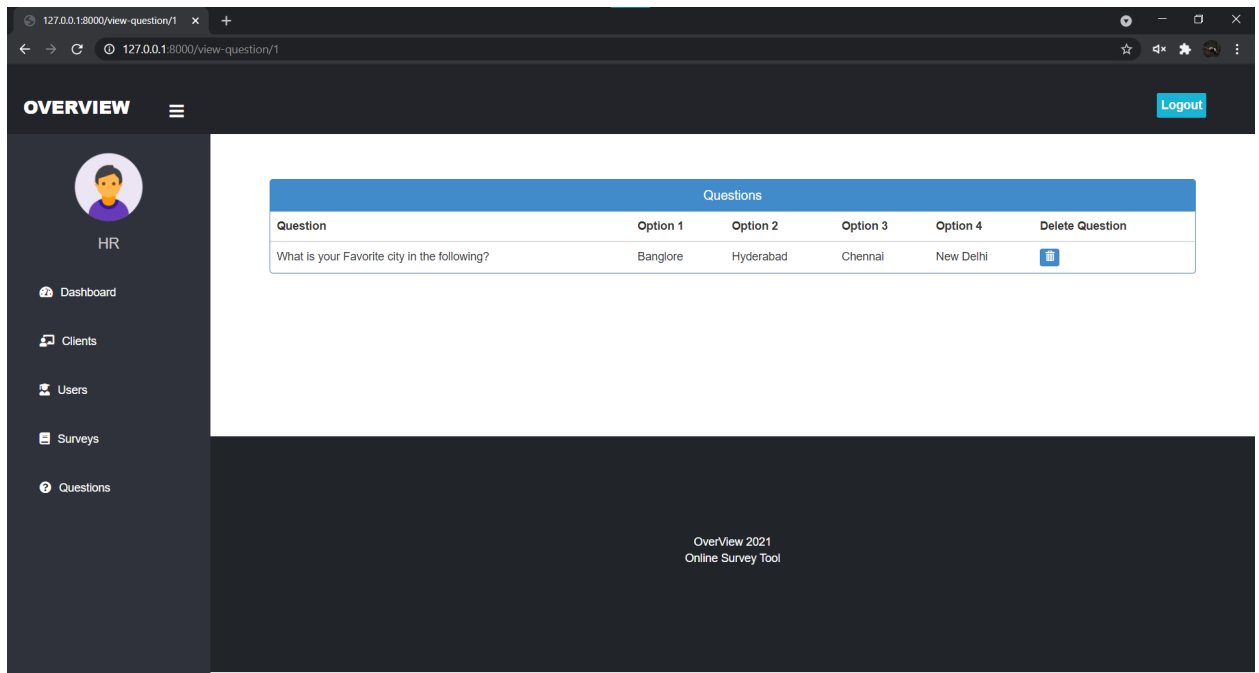 127.0.0.1:8000/view-question/1
127.0.0.1:8000/view-question/1
OVERVIEW
Logout
HR
Dashboard
Clients
Users
Surveys
Questions
Questions
Question Option 1 Option 2 Option 3 Option 4 Delete Question
What is your Favorite city in the following? Banglore Hyderabad Chennai New Delhi
OverView 2021
Online Survey Tool